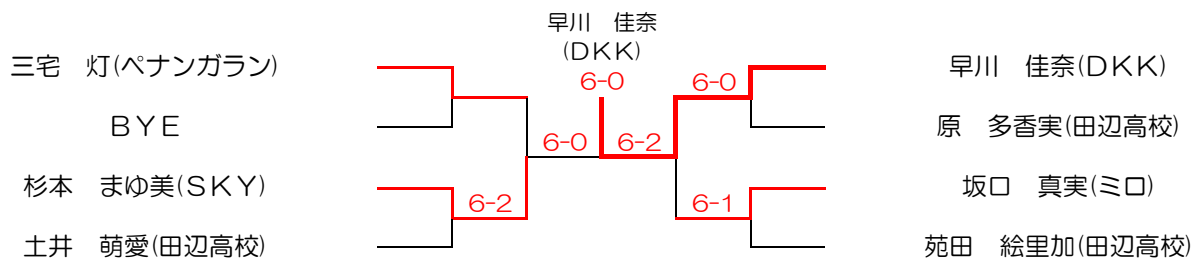 早川　佳奈
(ＤＫＫ)
三宅　灯(ペナンガラン)
6-0
6-0
早川　佳奈(ＤＫＫ)
ＢＹＥ
原　多香実(田辺高校)
6-0
6-2
杉本　まゆ美(ＳＫＹ)
6-2
6-1
坂口　真実(ミロ)
土井　萌愛(田辺高校)
苑田　絵里加(田辺高校)